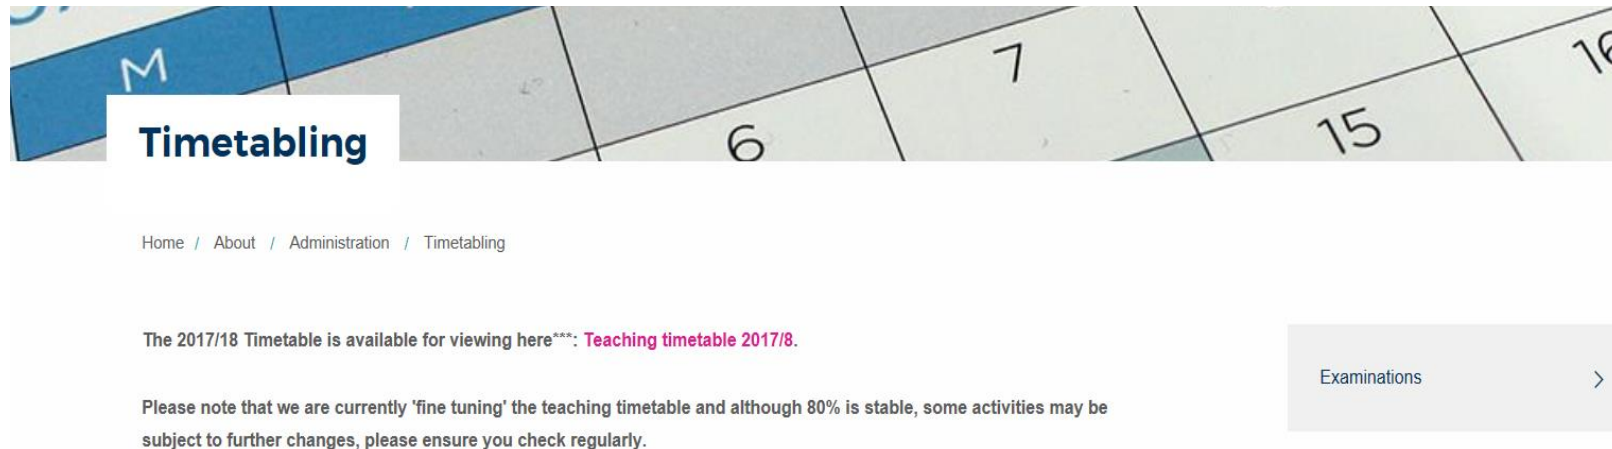 M
7
16
6
15
Timetabling
Home / About / Administration / Timetabling
The 2017/18 Timetable is available for viewing here***: Teaching timetable 2017/8.
Examinations
Please note that we are currently 'fine tuning' the teaching timetable and although 80% is stable, some activities may be
subject to further changes, please ensure you check regularly.